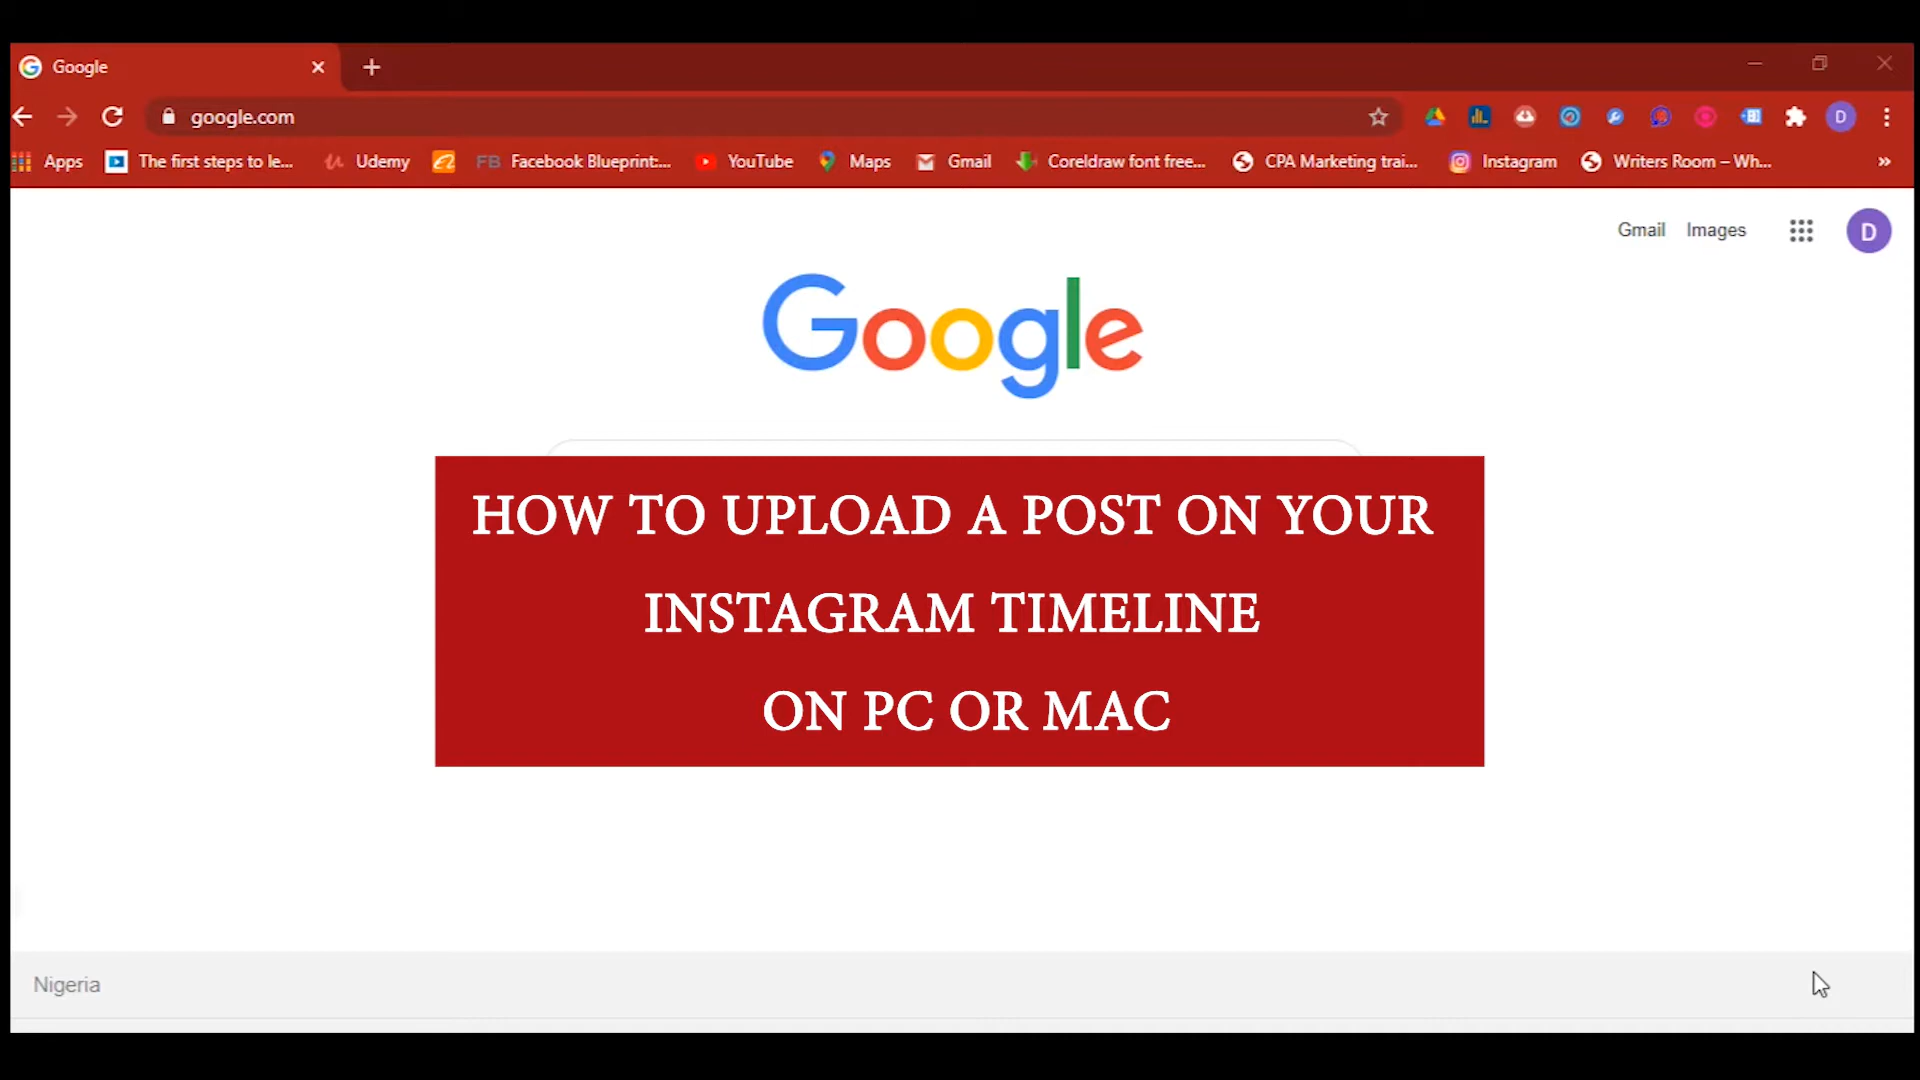 Google
google.com
Apps
The first steps to le...
Udemy
FB Facebook Blueprint:...
YouTube
Maps
Gmail
Coreldraw font free...
CPA Marketing trai...
Instagram
Writers Room – Wh...
»
Gmail
Images
D
D
Google
HOW TO UPLOAD A POST ON YOUR
INSTAGRAM TIMELINE
ON PC OR MAC
Nigeria